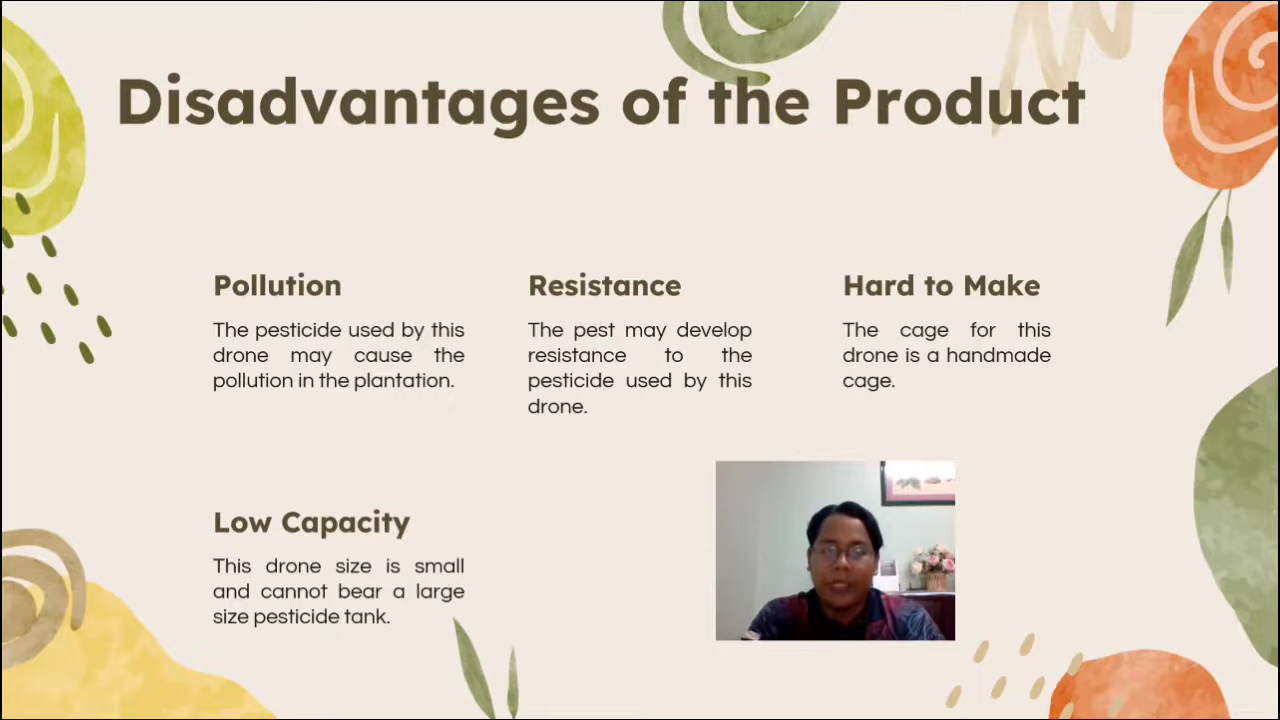 Disadvantages of the Product
Pollution
The pesticide used by this
drone may cause the
pollution in the plantation.
Resistance
The pest may develop
resistance to the
pesticide used by this
drone.
Hard to Make
The cage for this
drone is a handmade
cage.
Low Capacity
This drone size is small
and cannot bear a large
size pesticide tank.